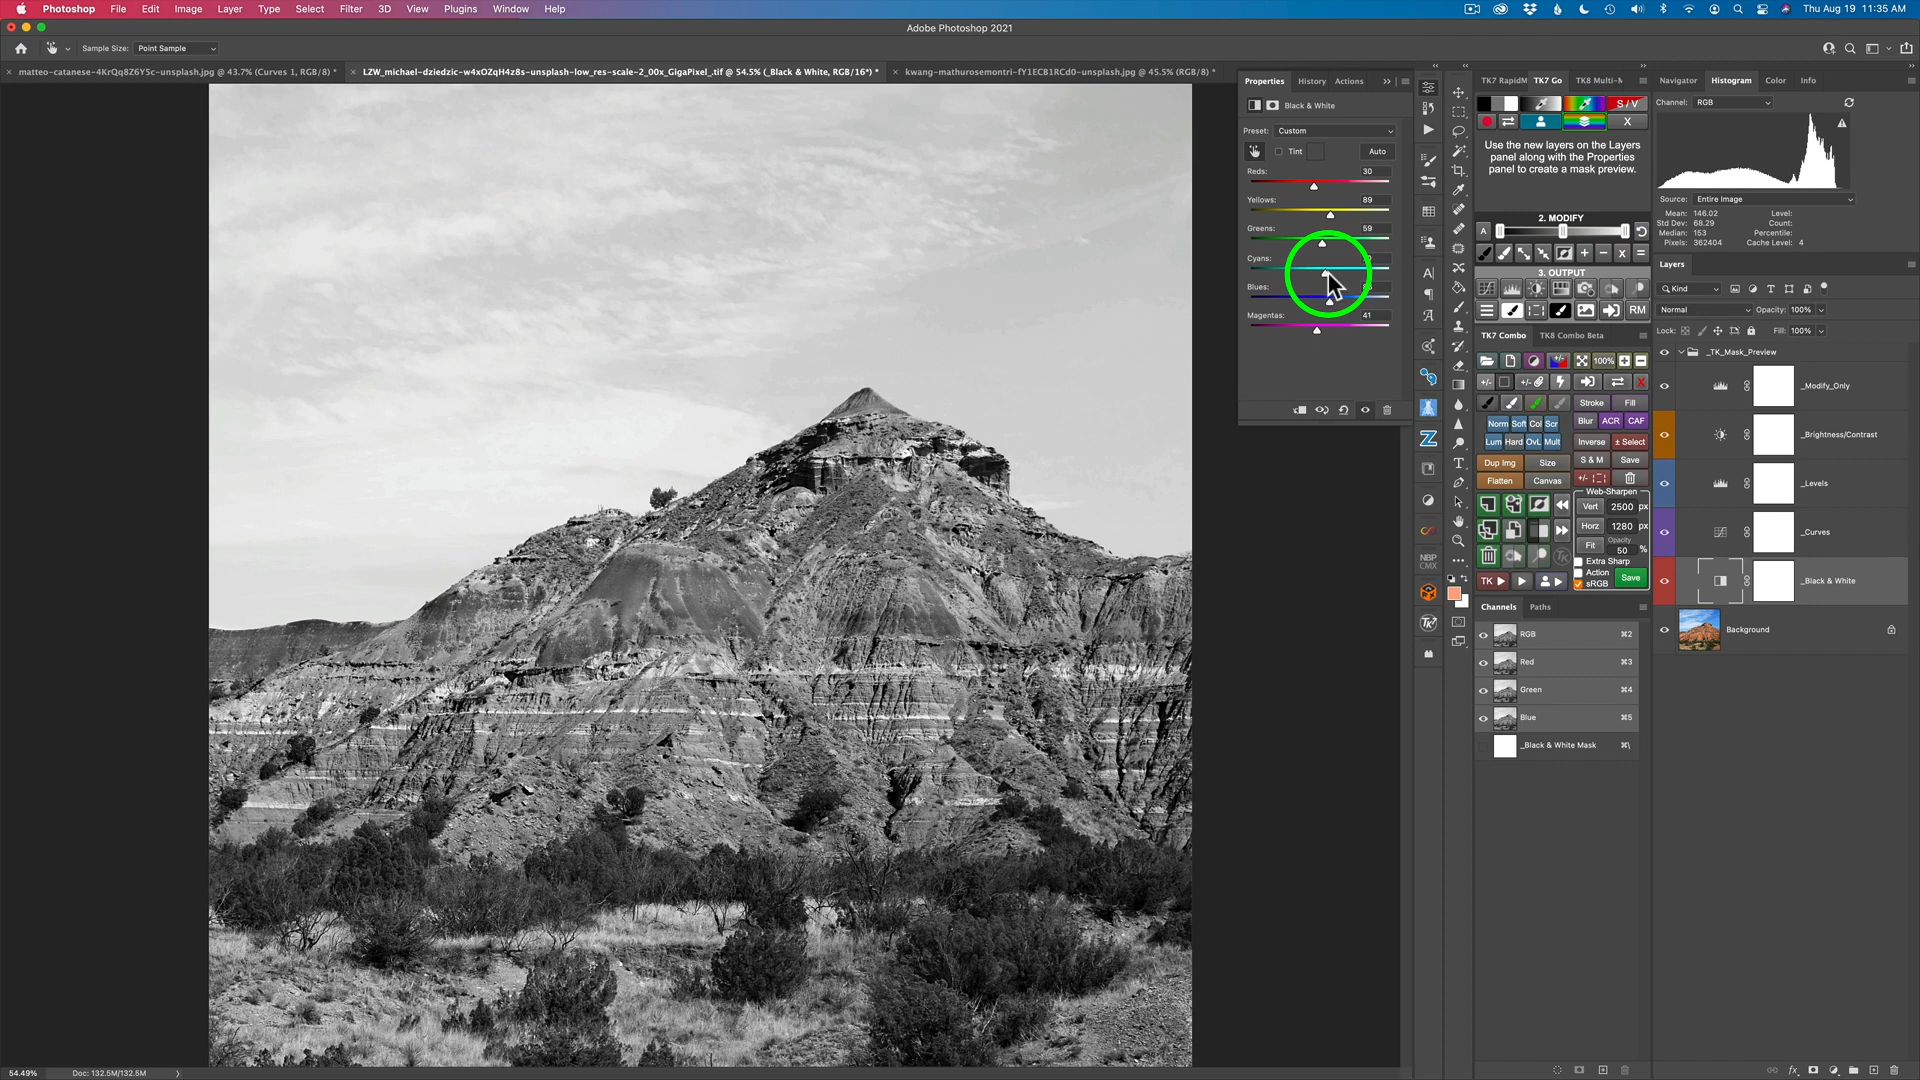 Photoshop File Edit Image Layer Type Select Filter 3D View Plugins Window Help
Thu Aug 19 11:35 AM
Adobe Photoshop 2021
Sample Size: Point Sample
matteo-catanese-4KrQq8Z6Y5c-unsplash.jpg @ 43.7% (Curves 1, RGB/8) *
LZW_michael-dziedzic-w4xOZqH4z8s-unsplash-low_res-scale-2_00x_GigaPixel_.tif @ 54.5% (_Black & White, RGB/16*) *
kwang-mathurosemontri-fY1ECB1RCd0-unsplash.jpg @ 45.5% (RGB/8) *
Properties History Actions
Black & White
Preset: Custom
Tint Auto
Reds: 30
Yellows: 89
Greens: 59
Cyans:
Blues:
Magentas: 41
TK7 RapidM TK7 Go TK8 Multi-M
S / V
X
Use the new layers on the Layers
panel along with the Properties
panel to create a mask preview.
2. MODIFY
A
3. OUTPUT
RM
TK7 Combo TK8 Combo Beta
100%
Stroke Fill
Norm Soft Col Scr Blur ACR CAF
Lum Hard OvL Mult Inverse ± Select
Dup Img Size S & M Save
Flatten Canvas
Web-Sharpen
Vert 2500 px
Horz 1280 px
Fit Opacity 50 %
Extra Sharp
Action
sRGB Save
TK
Channels Paths
RGB ⌘2
Red ⌘3
Green ⌘4
Blue ⌘5
_Black & White Mask ⌘\
NBP
CMX
Navigator Histogram Color Info
Channel: RGB
Source: Entire Image
Mean: 146.02 Level:
Std Dev: 68.29 Count:
Median: 153 Percentile:
Pixels: 362404 Cache Level: 4
Layers
Kind
Normal Opacity: 100%
Lock: Fill: 100%
_TK_Mask_Preview
_Modify_Only
_Brightness/Contrast
_Levels
_Curves
_Black & White
Background
54.49% Doc: 132.5M/132.5M